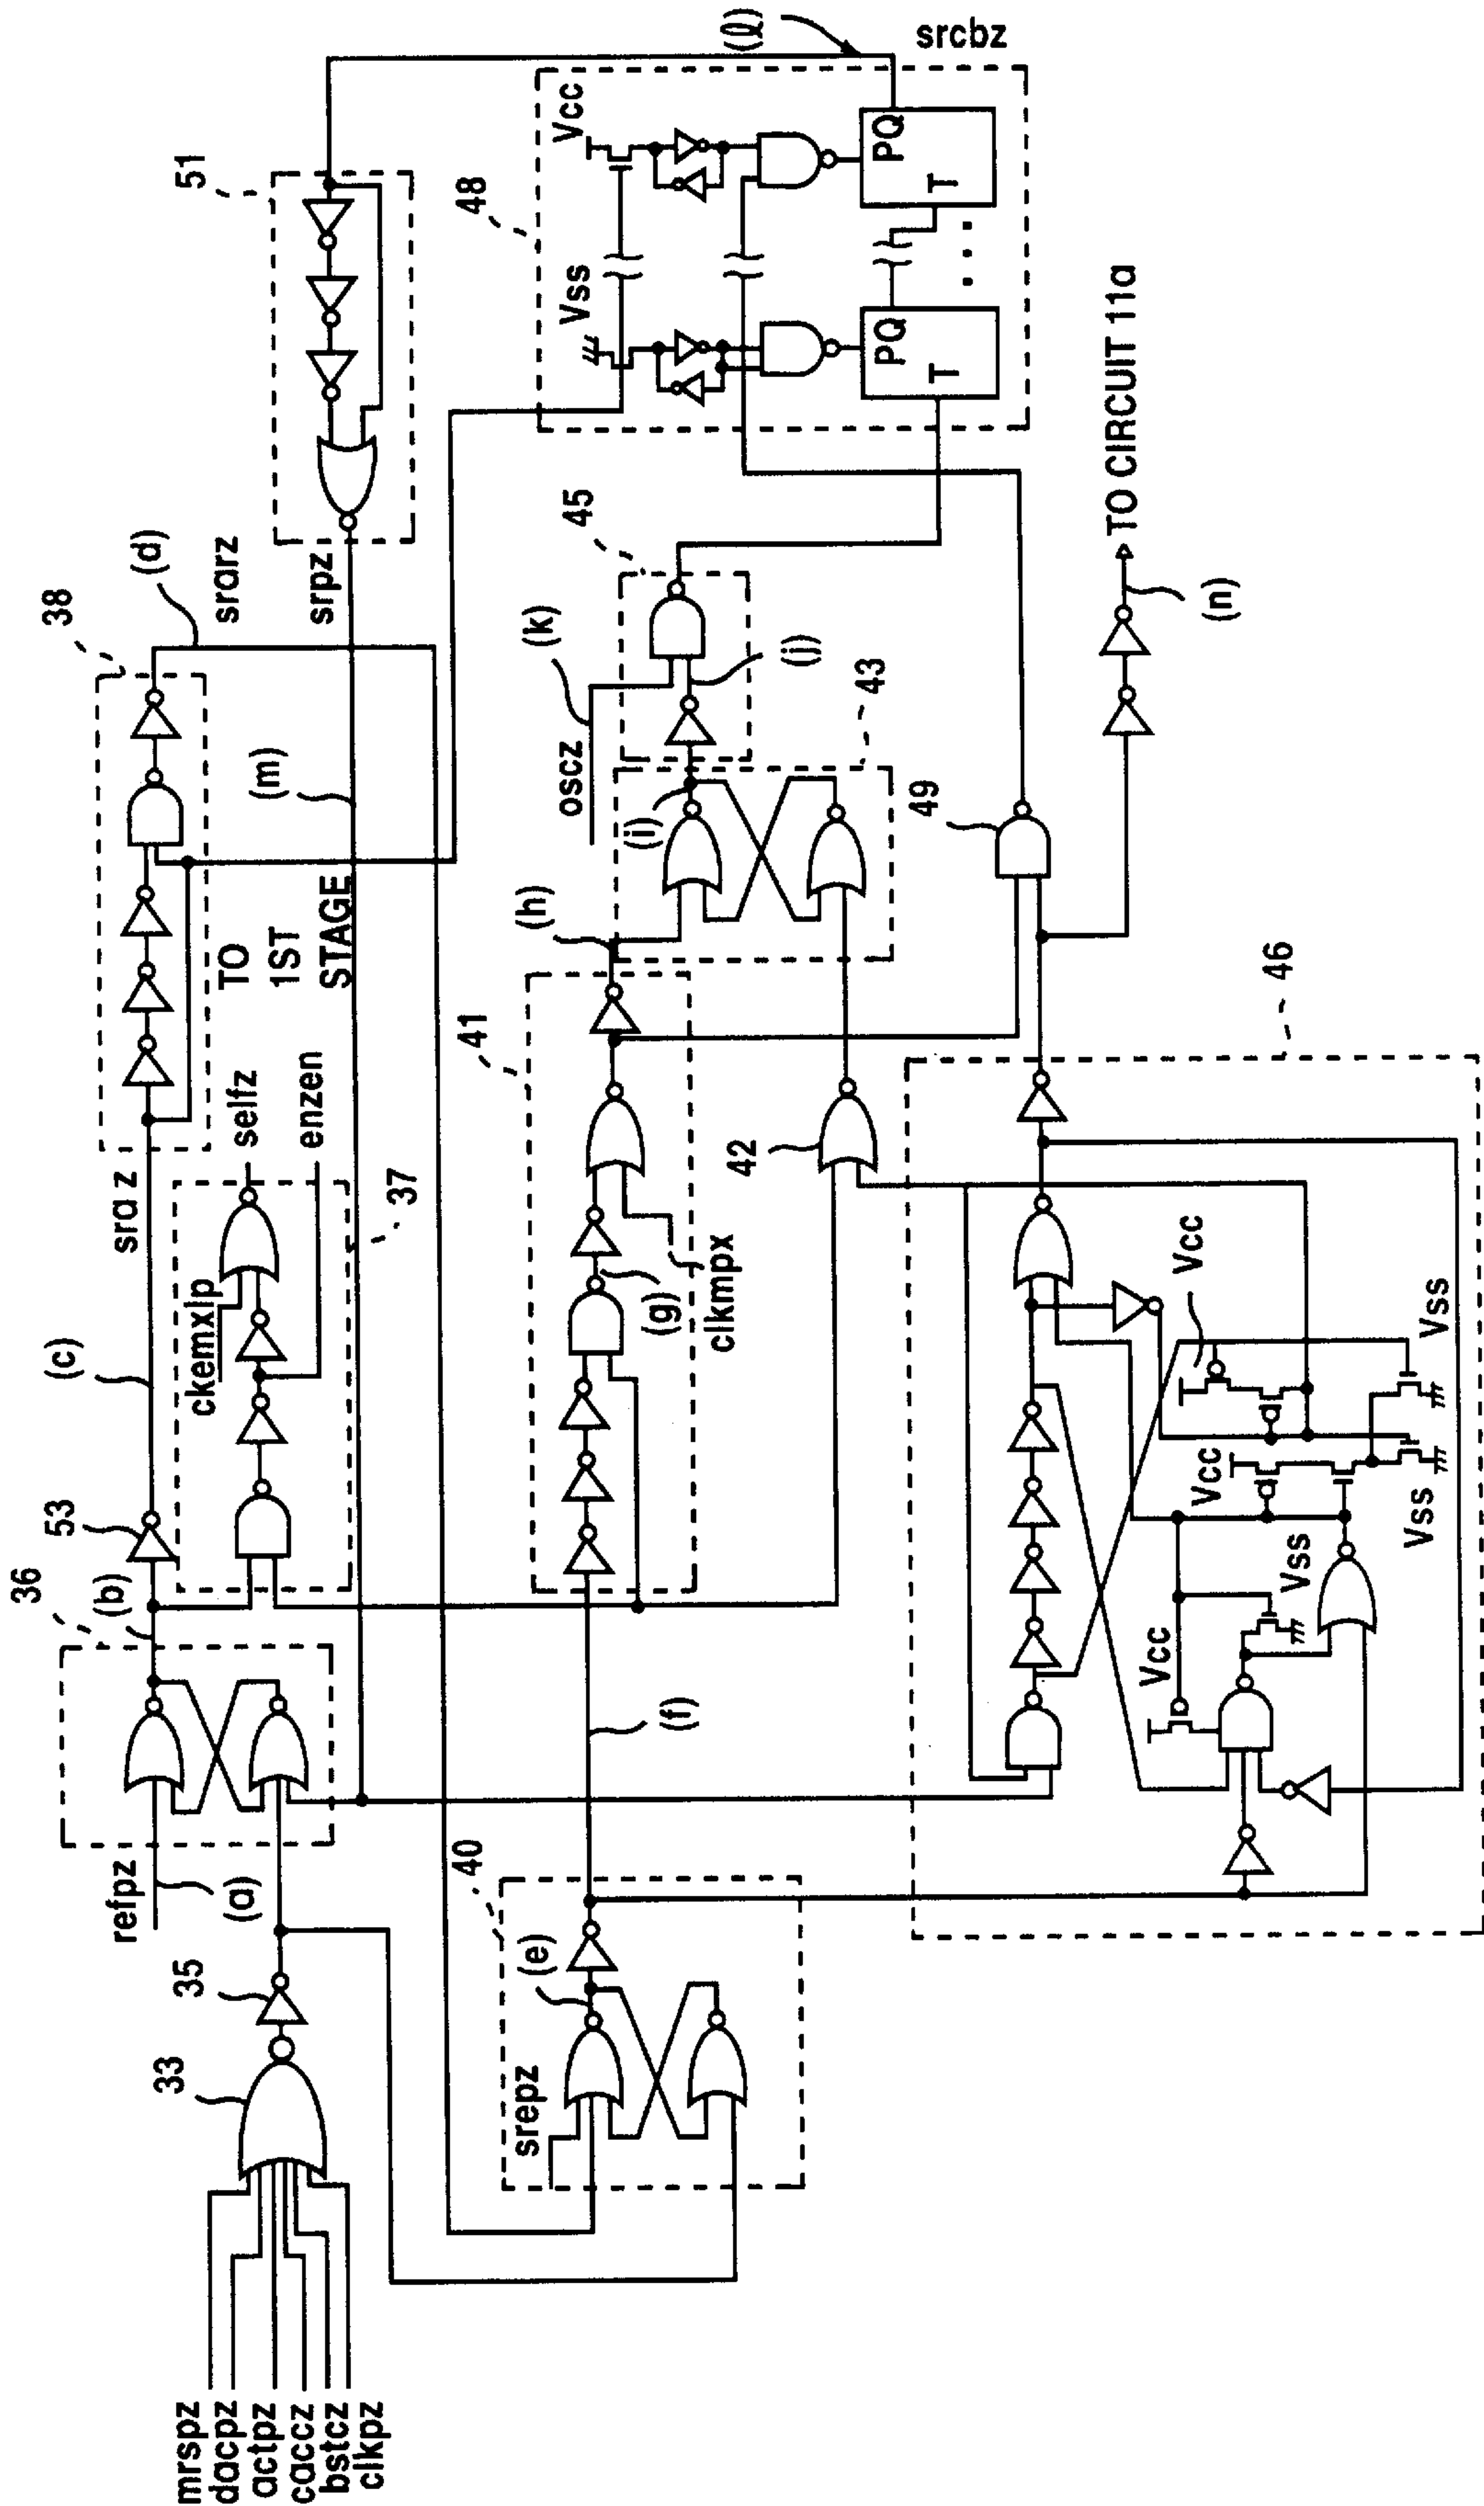 mrspz
dacpz
actpz
caccz
bstcz
clkpz
33
35
refpz
(a)
36
(b)
53
(c)
sra z
38
(d)
srarz
srpz
51
(ℓ)
srcbz
ckemxlp
selfz
enzen
37
TO
1ST
STAGE
(m)
48
Vss
Vcc
PQ
T
PQ
T
srepz
(e)
40
(f)
41
(g)
clkmpx
(h)
42
43
(i)
(j)
oscz
(k)
45
49
46
(n)
TO CIRCUIT 11a
Vcc
Vss
Vcc
Vss
Vcc
Vss